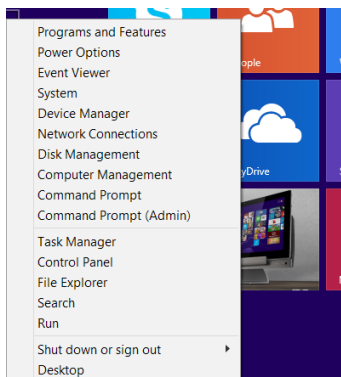 Programs and Features
Power Options
Event Viewer
System
Device Manager
Network Connections
Disk Management
Computer Management
Command Prompt
Command Prompt (Admin)
Task Manager
Control Panel
File Explorer
Search
Run
Shut down or sign out
Desktop
ople
yDrive